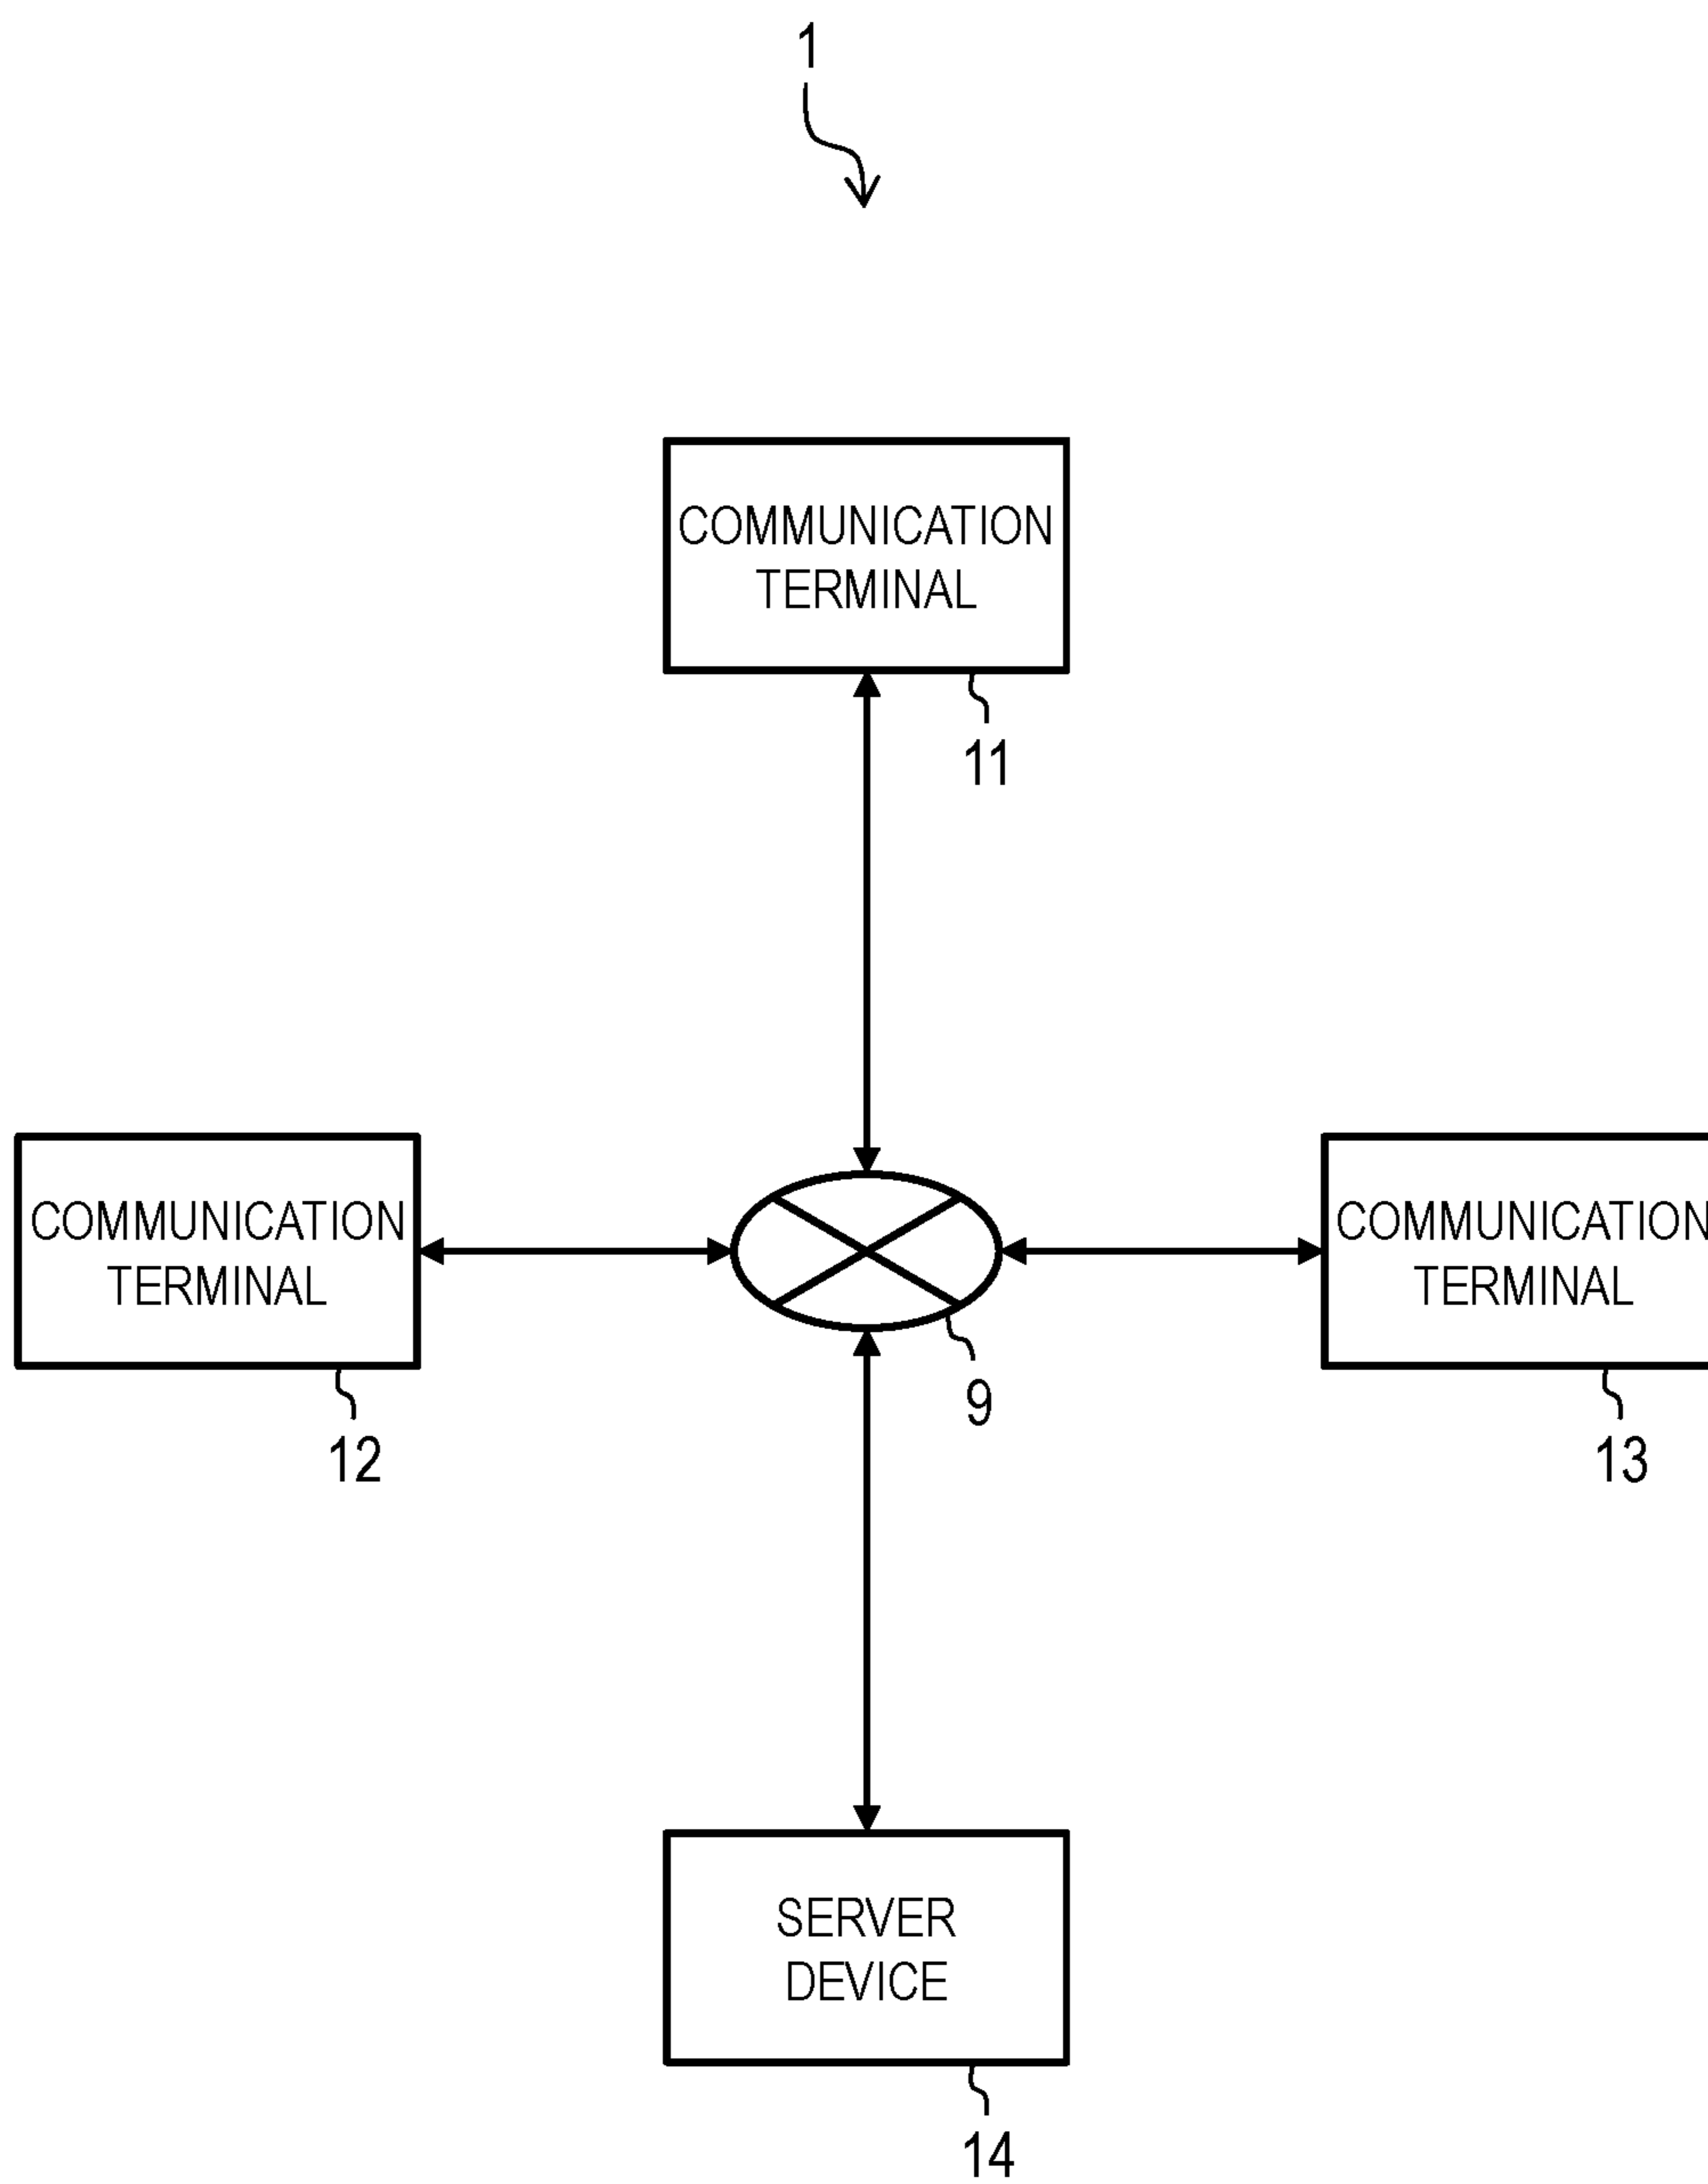 1
COMMUNICATION
TERMINAL
11
COMMUNICATION
TERMINAL
12
9
COMMUNICATION
TERMINAL
13
SERVER
DEVICE
14